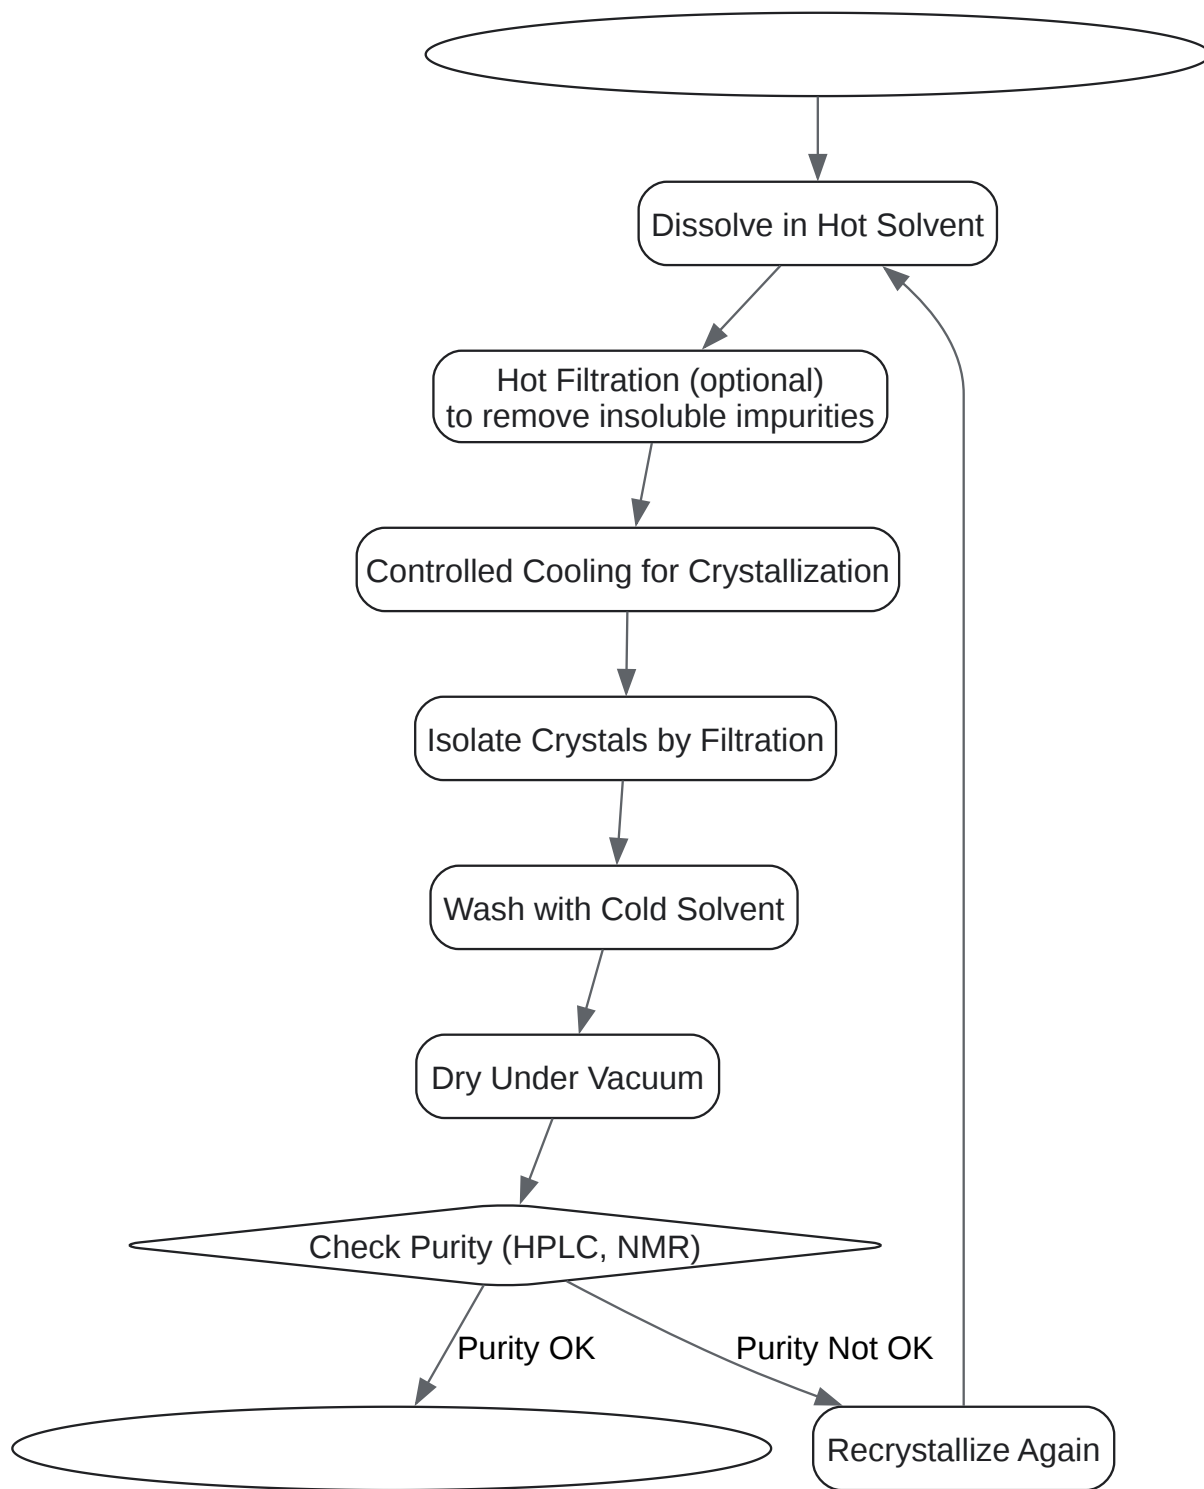 Dissolve in Hot Solvent
Hot Filtration (optional)
to remove insoluble impurities
Controlled Cooling for Crystallization
Isolate Crystals by Filtration
Wash with Cold Solvent
Dry Under Vacuum
Check Purity (HPLC, NMR)
Purity OK
Purity Not OK
Recrystallize Again